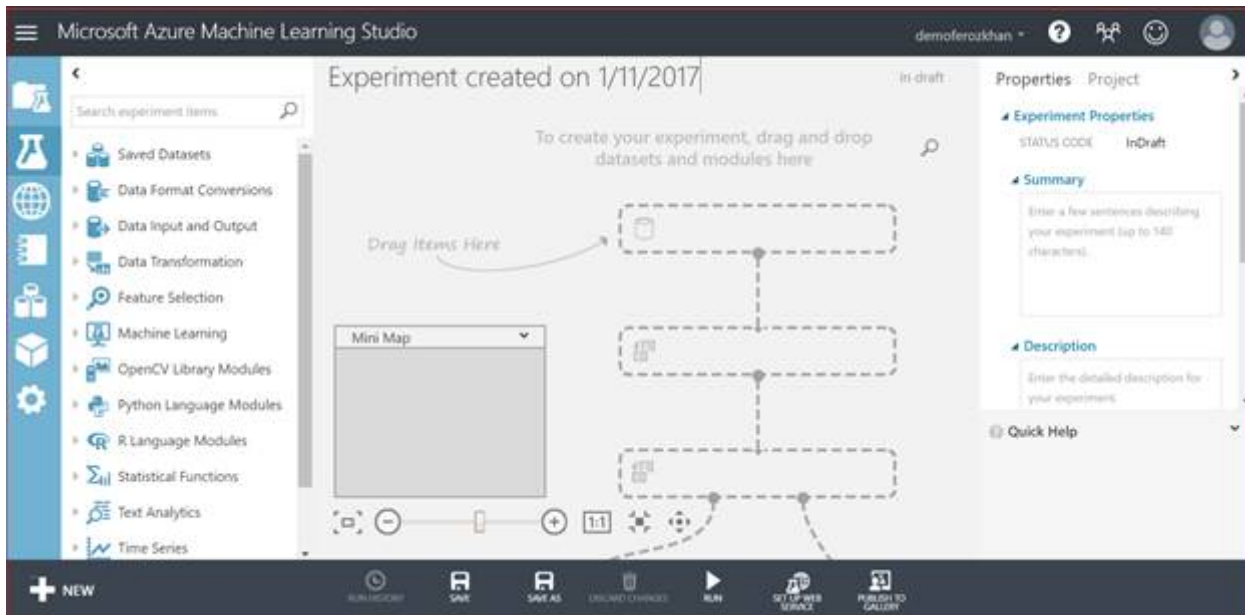 Microsoft Azure Machine Learning Studio
demoferozkhan
?
Search experiment items
Saved Datasets
Data Format Conversions
Data Input and Output
Data Transformation
Feature Selection
Machine Learning
OpenCV Library Modules
Python Language Modules
R Language Modules
Statistical Functions
Text Analytics
Time Series
Experiment created on 1/11/2017
In draft
To create your experiment, drag and drop
datasets and modules here
Drag Items Here
Mini Map
1:1
Properties Project
Experiment Properties
STATUS CODE InDraft
Summary
Enter a few sentences describing
your experiment (up to 140
characters).
Description
Enter the detailed description for
your experiment.
Quick Help
NEW
RUN HISTORY
SAVE
SAVE AS
DISCARD CHANGES
RUN
SET UP WEB
SERVICE
PUBLISH TO
GALLERY